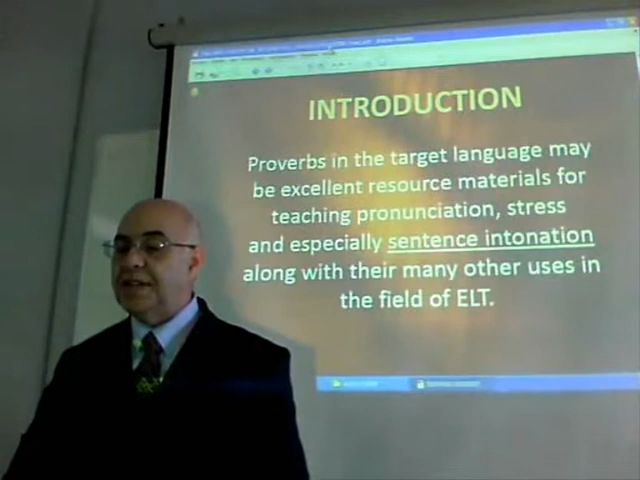 INTRODUCTION
Proverbs in the target language may
be excellent resource materials for
teaching pronunciation, stress
and especially sentence intonation
along with their many other uses in
the field of ELT.